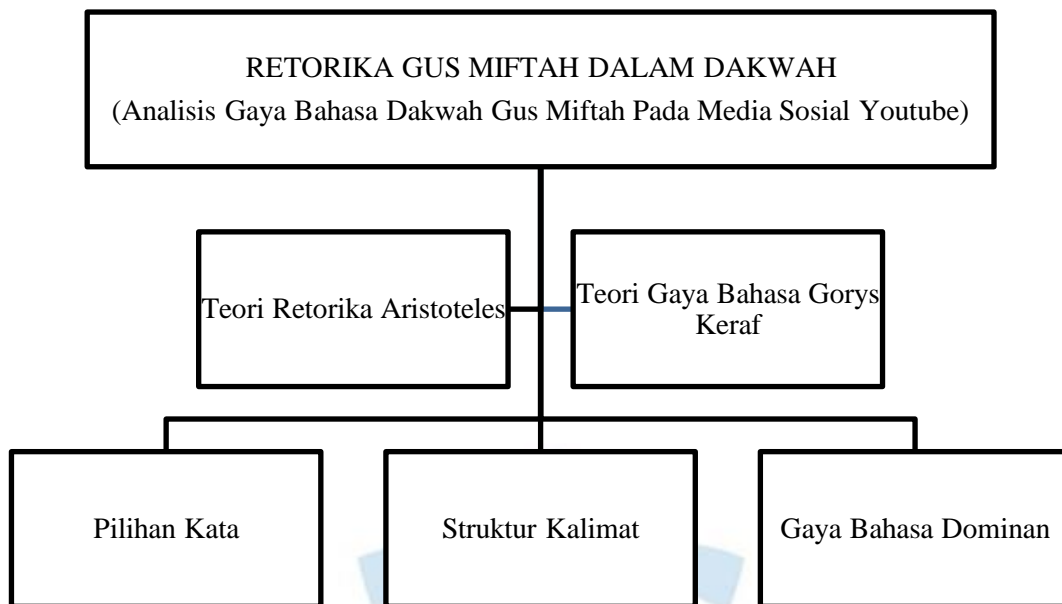 RETORIKA GUS MIFTAH DALAM DAKWAH
(Analisis Gaya Bahasa Dakwah Gus Miftah Pada Media Sosial Youtube)
Teori Retorika Aristoteles
Teori Gaya Bahasa Gorys
Keraf
Pilihan Kata
Struktur Kalimat
Gaya Bahasa Dominan